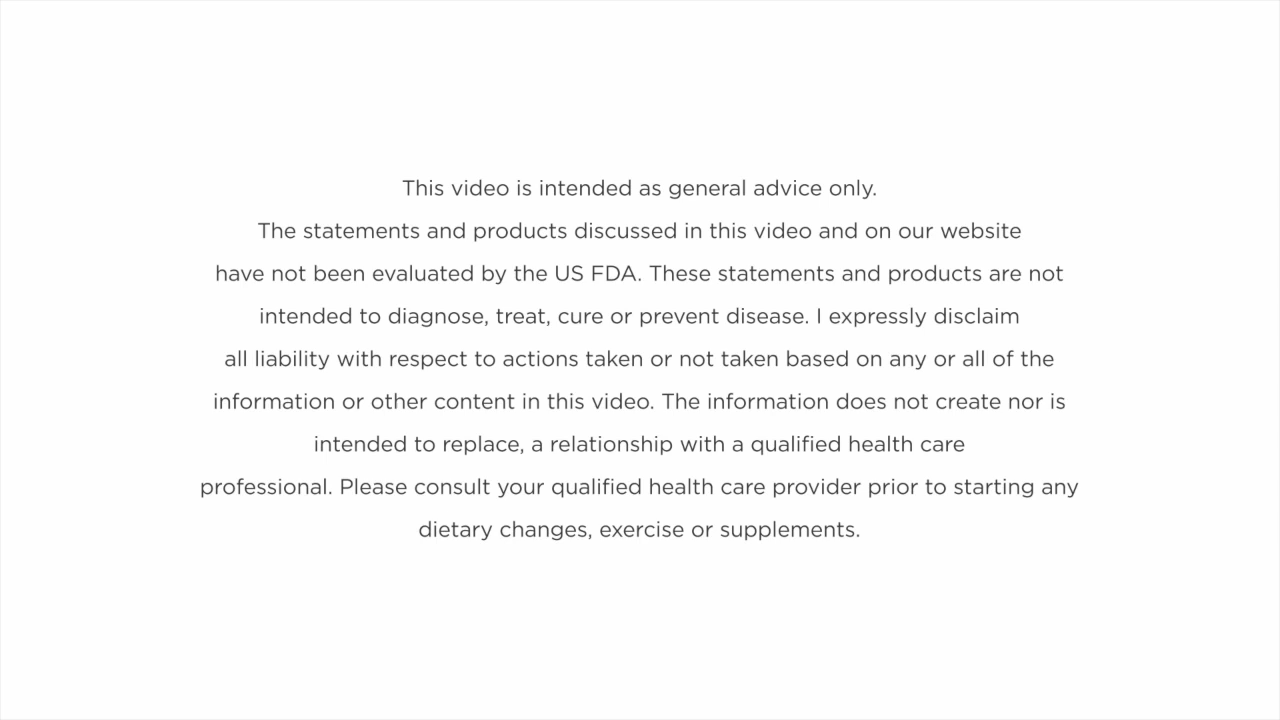 This video is intended as general advice only.
The statements and products discussed in this video and on our website
have not been evaluated by the US FDA. These statements and products are not
intended to diagnose, treat, cure or prevent disease. I expressly disclaim
all liability with respect to actions taken or not taken based on any or all of the
information or other content in this video. The information does not create nor is
intended to replace, a relationship with a qualified health care
professional. Please consult your qualified health care provider prior to starting any
dietary changes, exercise or supplements.